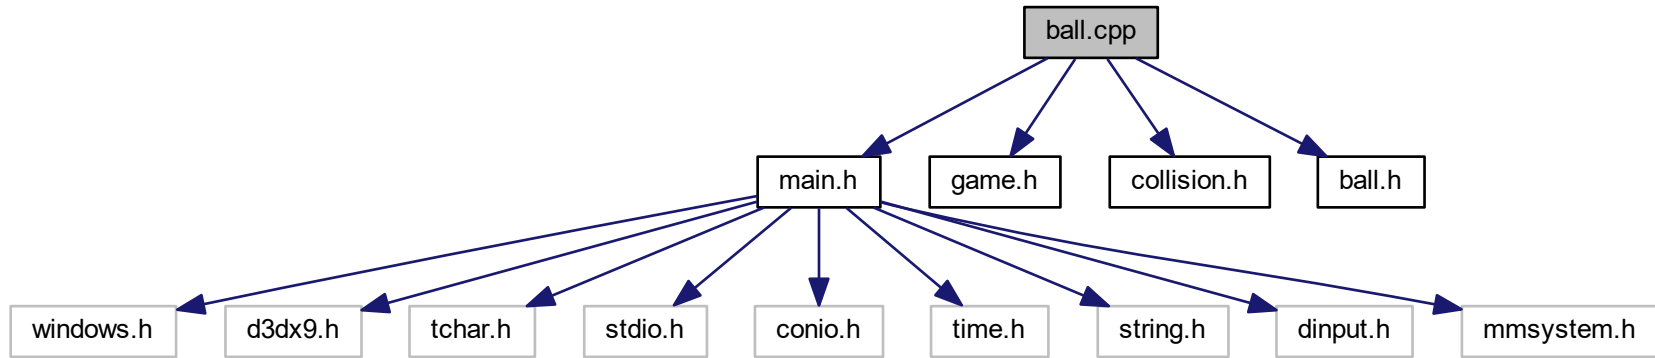 ball.cpp
main.h
game.h
collision.h
ball.h
windows.h
d3dx9.h
tchar.h
stdio.h
conio.h
time.h
string.h
dinput.h
mmsystem.h